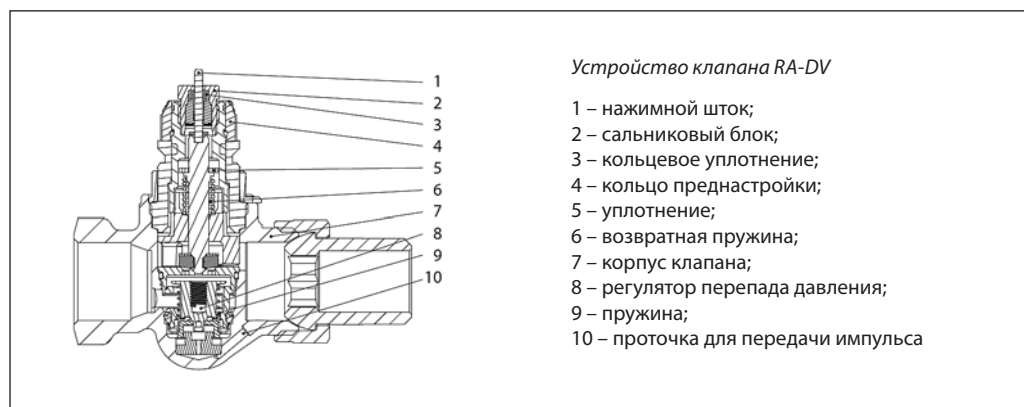 1
2
3
4
5
6
7
8
9
10
Устройство клапана RA-DV
1 – нажимной шток;
2 – сальниковый блок;
3 – кольцевое уплотнение;
4 – кольцо преднастройки;
5 – уплотнение;
6 – возвратная пружина;
7 – корпус клапана;
8 – регулятор перепада давления;
9 – пружина;
10 – проточка для передачи импульса